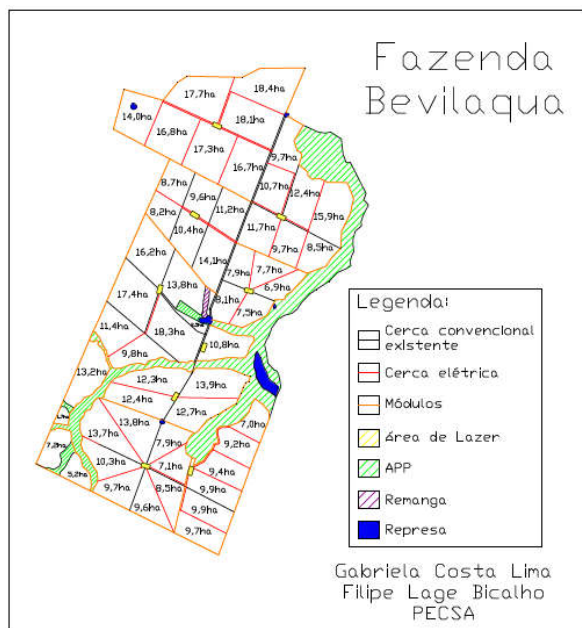 Fazenda
Bevilaqua
17,7ha
18,4ha
14,0ha
16,8ha
18,1ha
17,3ha
16,7ha
9,7ha
8,7ha
9,6ha
10,7ha
12,4ha
8,2ha
11,2ha
15,9ha
10,4ha
11,7ha
9,7ha
8,5ha
16,2ha
14,1ha
7,9ha
7,7ha
13,8ha
6,9ha
17,4ha
8,1ha
7,5ha
11,4ha
18,3ha
9,8ha
10,8ha
13,2ha
12,3ha
13,9ha
12,4ha
12,7ha
13,8ha
7,0ha
13,7ha
7,9ha
9,2ha
10,3ha
7,1ha
9,4ha
9,7ha
8,5ha
9,9ha
9,6ha
9,9ha
9,7ha
Legenda:
Cerca convencional
existente
Cerca elétrica
Módulos
área de Lazer
APP
Remanga
Represa
Gabriela Costa Lima
Filipe Lage Bicalho
PECSA